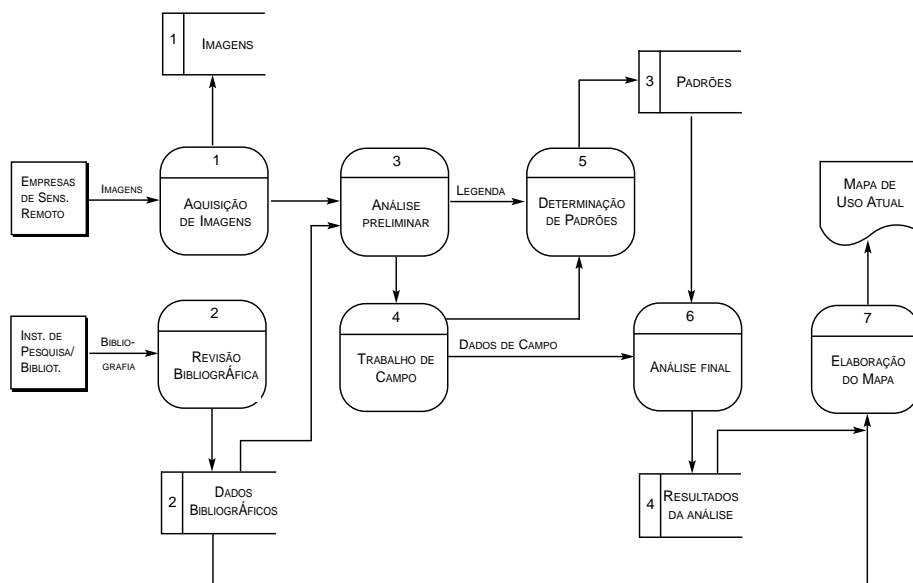 1
IMAGENS
3
PADRÕES
EMPRESAS
DE SENS.
REMOTO
IMAGENS
1
AQUISIÇÃO
DE IMAGENS
3
ANÁLISE
PRELIMINAR
LEGENDA
5
DETERMINAÇÃO
DE PADRÕES
MAPA DE
USO ATUAL
INST. DE
PESQUISA/
BIBLIOT.
BIBLIO-
GRAFIA
2
REVISÃO
BIBLIOGRÁFICA
4
TRABALHO DE
CAMPO
DADOS DE CAMPO
6
ANÁLISE FINAL
7
ELABORAÇÃO
DO MAPA
2
DADOS
BIBLIOGRÁFICOS
4
RESULTADOS
DA ANÁLISE